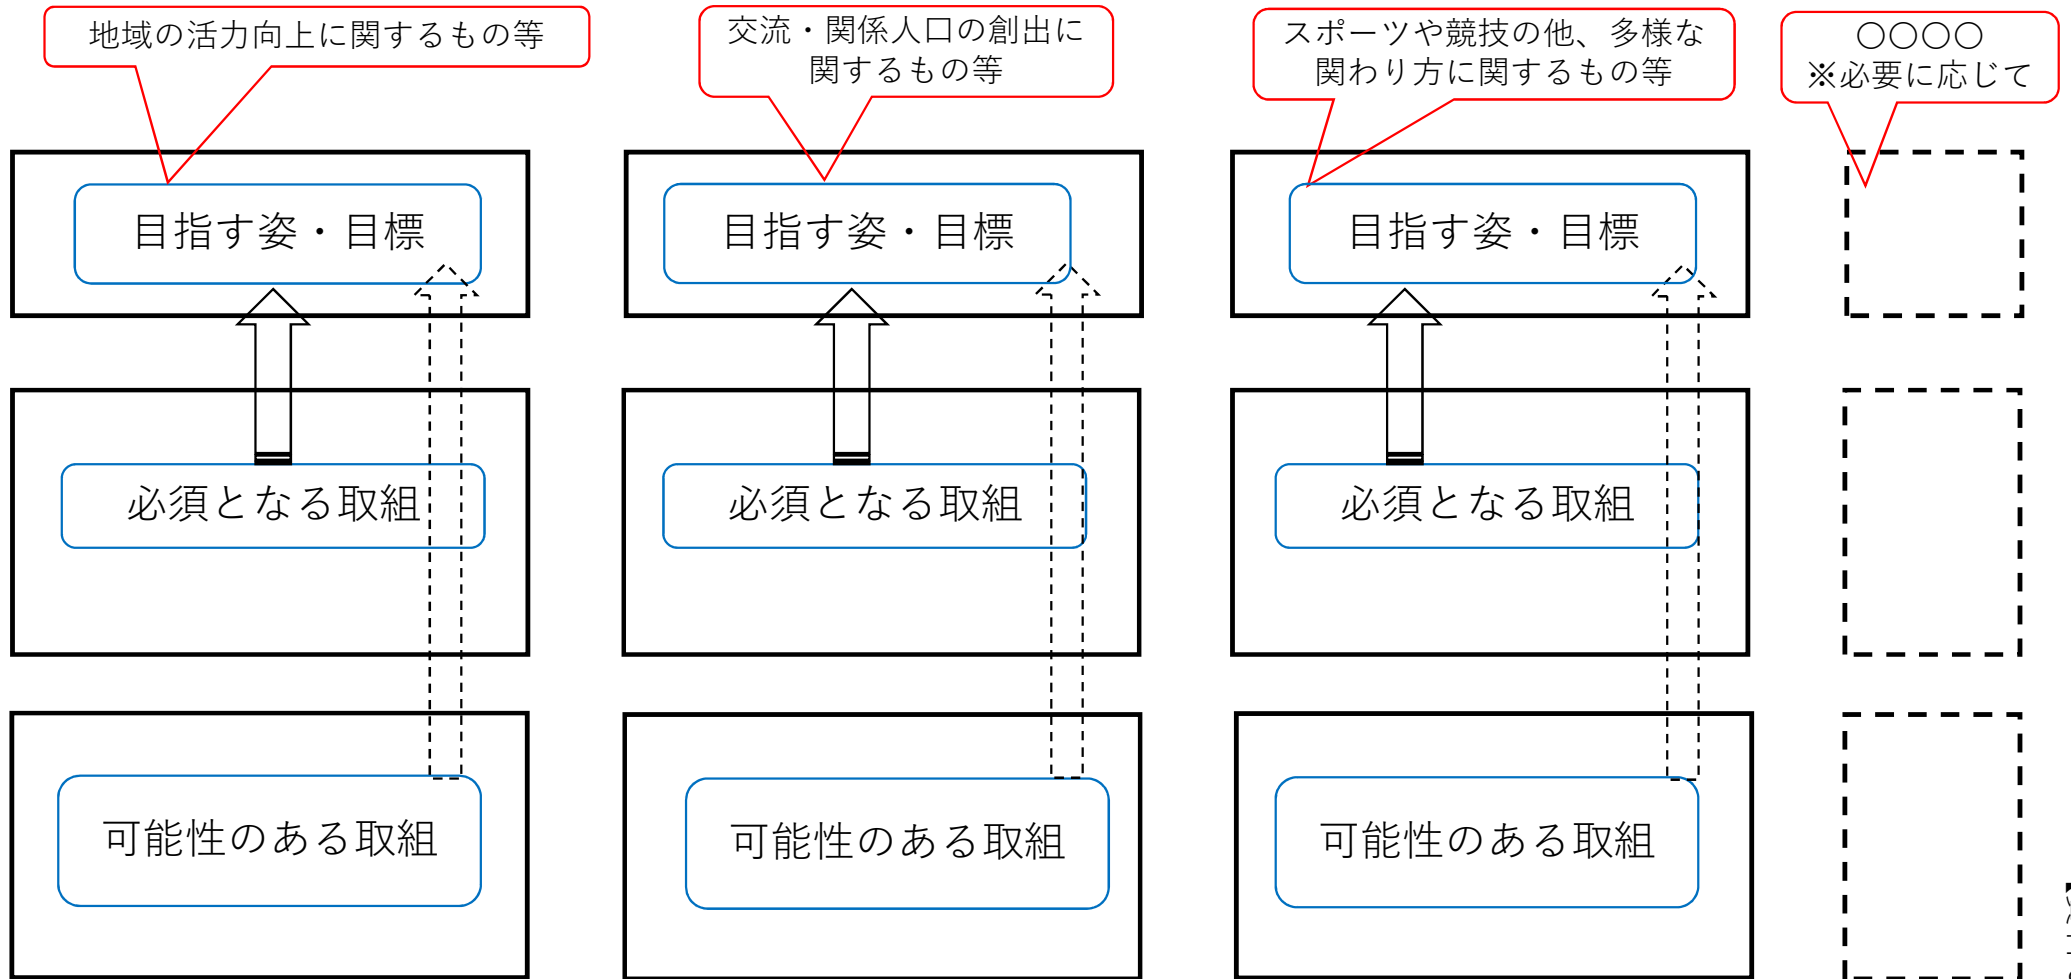 地域の活力向上に関するもの等
交流・関係人口の創出に
関するもの等
スポーツや競技の他、多様な
関わり方に関するもの等
○○○○
※必要に応じて
目指す姿・目標
目指す姿・目標
目指す姿・目標
必須となる取組
必須となる取組
必須となる取組
可能性のある取組
可能性のある取組
可能性のある取組